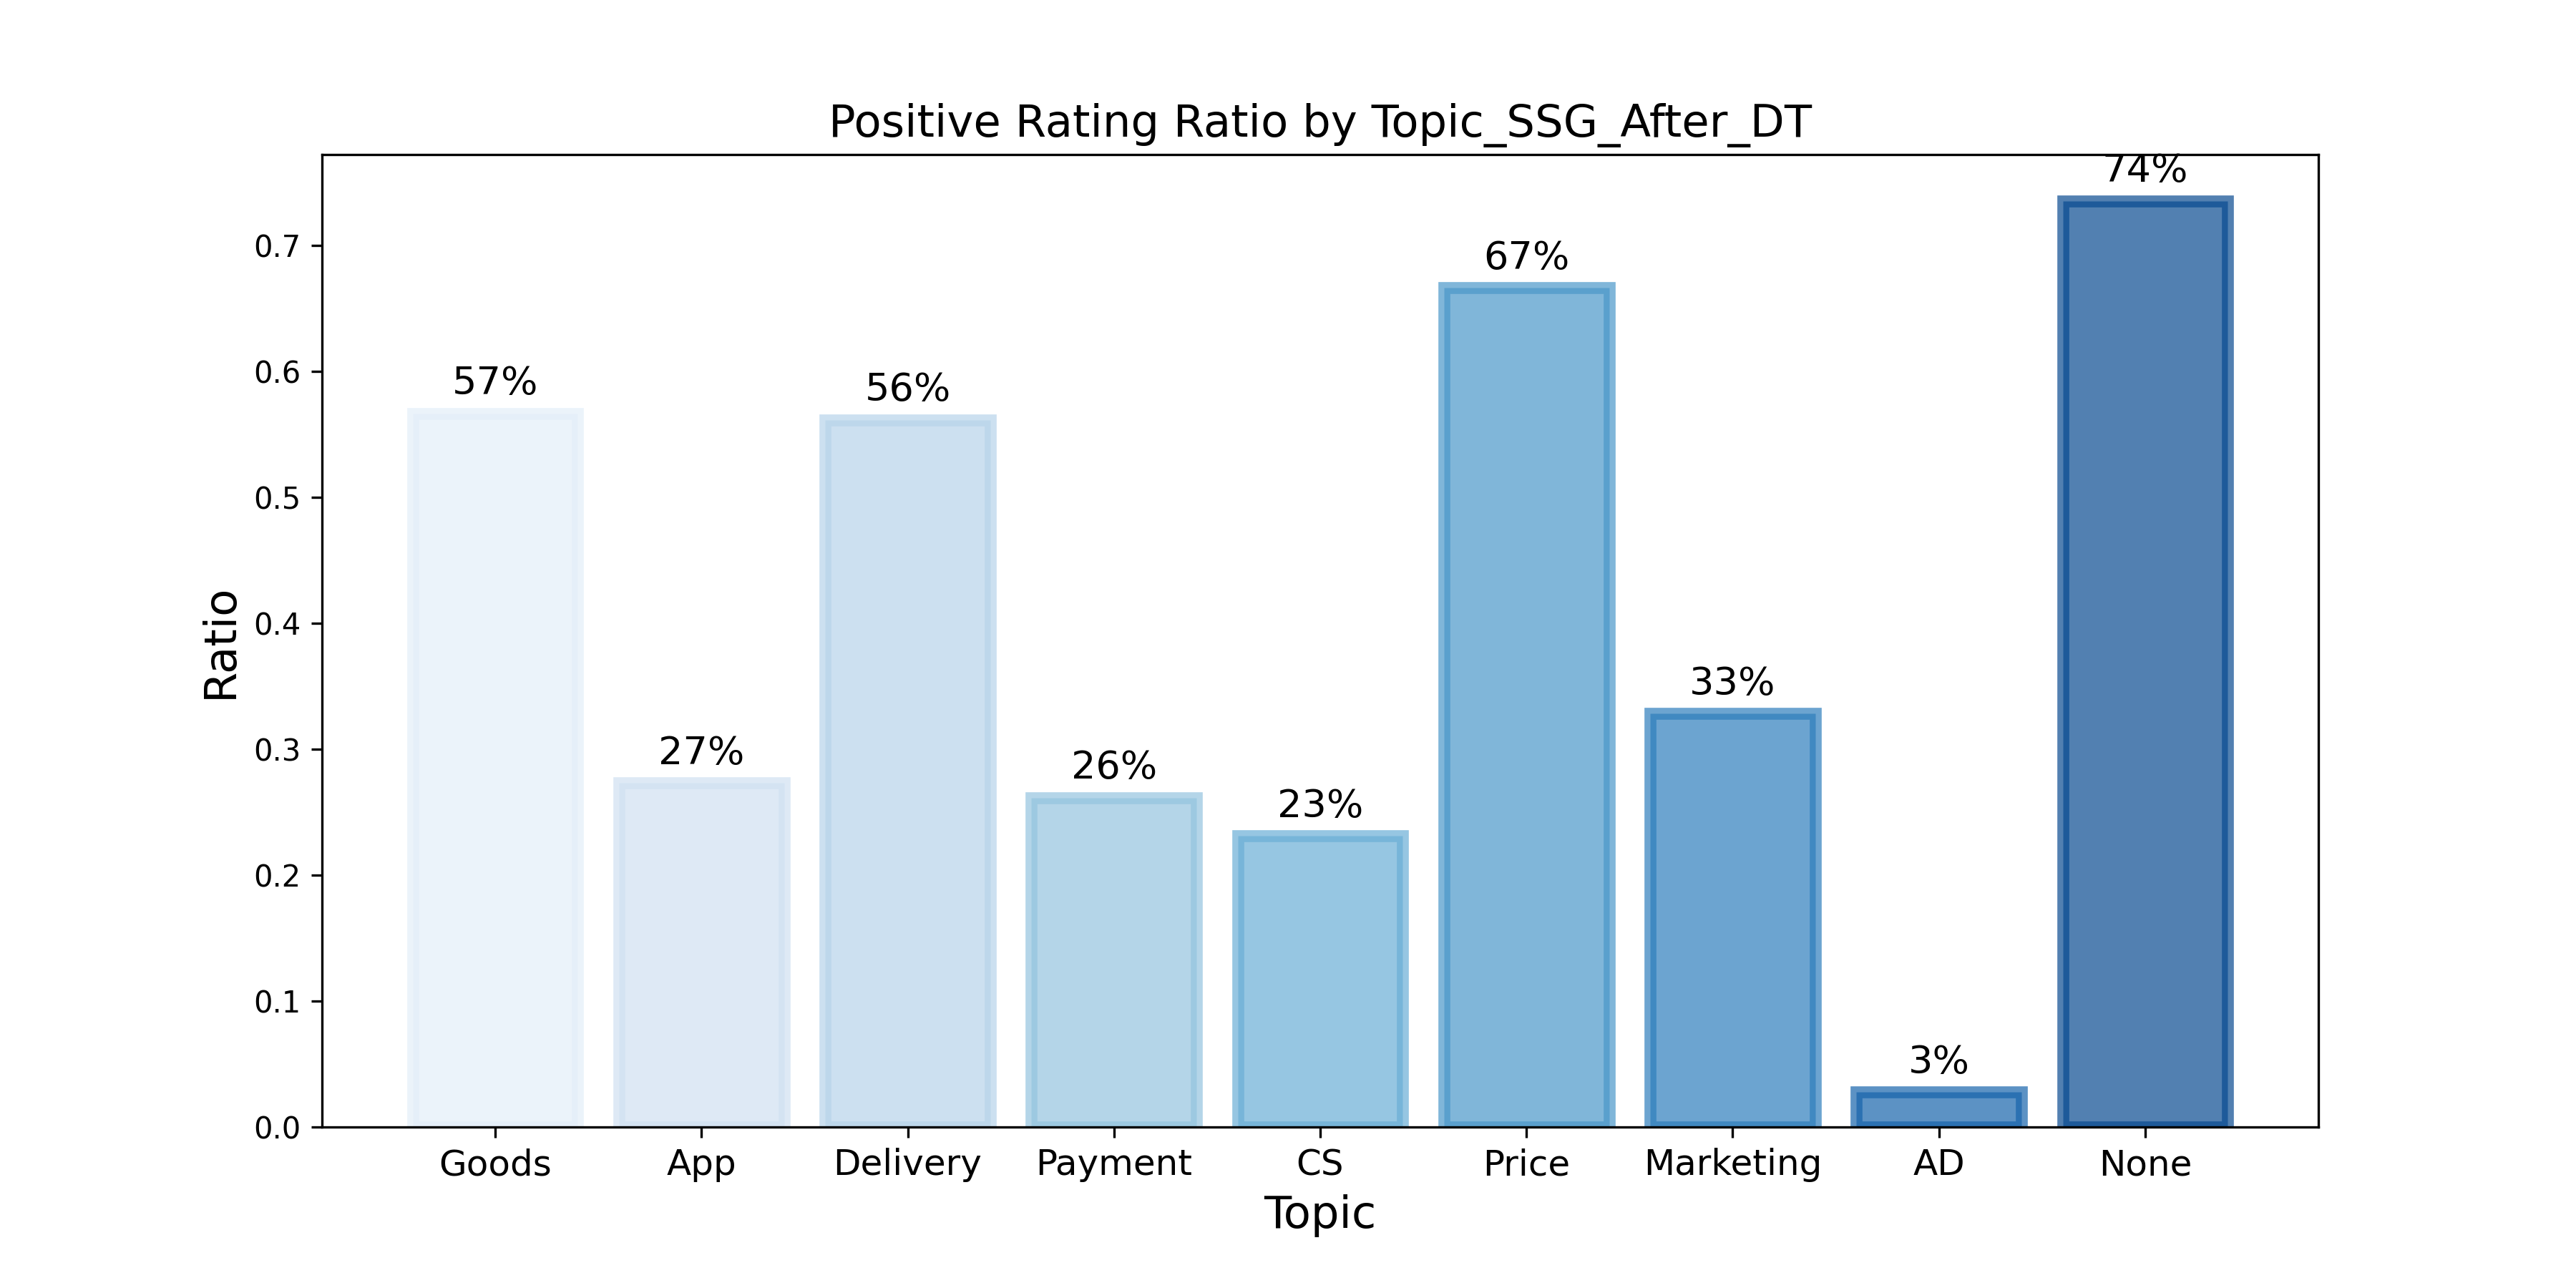 Positive Rating Ratio by Topic_SSG_After_DT
Ratio
0.7
0.6
0.5
0.4
0.3
0.2
0.1
0.0
57%
27%
56%
26%
23%
67%
33%
3%
74%
Goods
App
Delivery
Payment
CS
Price
Marketing
AD
None
Topic